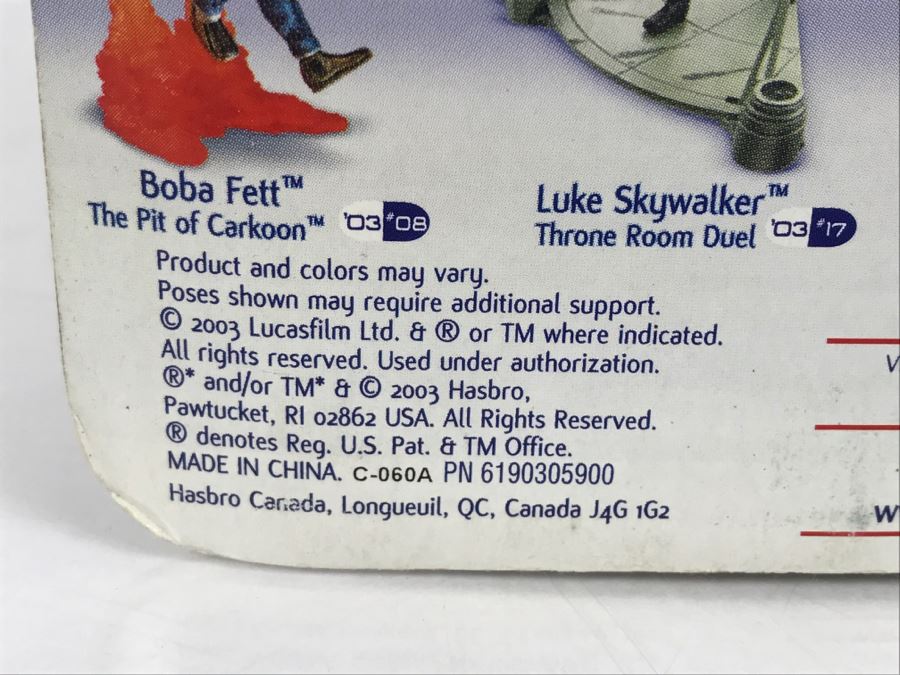 Boba Fett™
The Pit of Carkoon™ '03 #08
Luke Skywalker™
Throne Room Duel '03 #17
Product and colors may vary.
Poses shown may require additional support.
© 2003 Lucasfilm Ltd. & ® or TM where indicated.
All rights reserved. Used under authorization.
®* and/or TM* & © 2003 Hasbro,
Pawtucket, RI 02862 USA. All Rights Reserved.
® denotes Reg. U.S. Pat. & TM Office.
MADE IN CHINA. C-060A PN 6190305900
Hasbro Canada, Longueuil, QC, Canada J4G 1G2